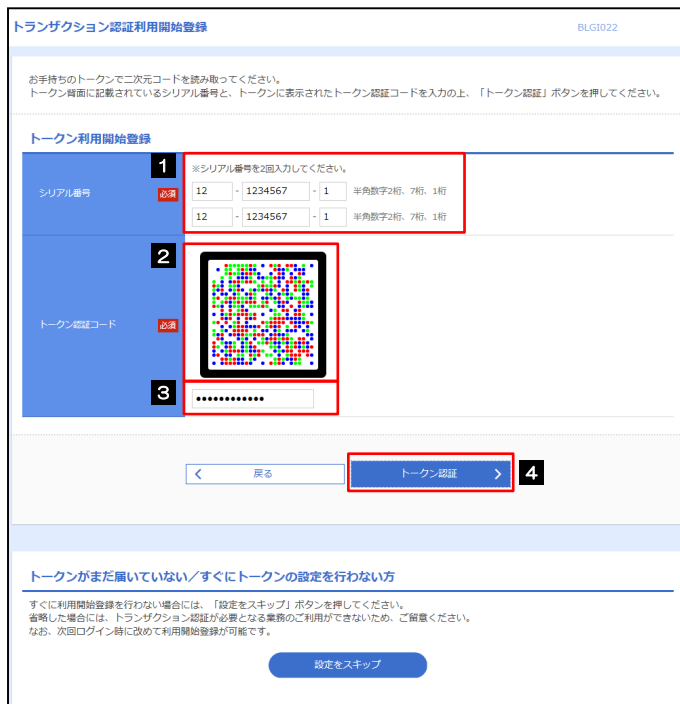 トランザクション認証利用開始登録 BLGI022
お手持ちのトークンで二次元コードを読み取ってください。
トークン背面に記載されているシリアル番号と、トークンに表示されたトークン認証コードを入力の上、「トークン認証」ボタンを押してください。
トークン利用開始登録
1 ※シリアル番号を2回入力してください。
シリアル番号 必須 12 - 1234567 - 1 半角数字2桁、7桁、1桁
12 - 1234567 - 1 半角数字2桁、7桁、1桁
2
トークン認証コード 必須
3 ●●●●●●●●●●●●
戻る トークン認証 4
トークンがまだ届いていない／すぐにトークンの設定を行わない方
すぐに利用開始登録を行わない場合には、「設定をスキップ」ボタンを押してください。
省略した場合には、トランザクション認証が必要となる業務のご利用ができないため、ご留意ください。
なお、次回ログイン時に改めて利用開始登録が可能です。
設定をスキップ